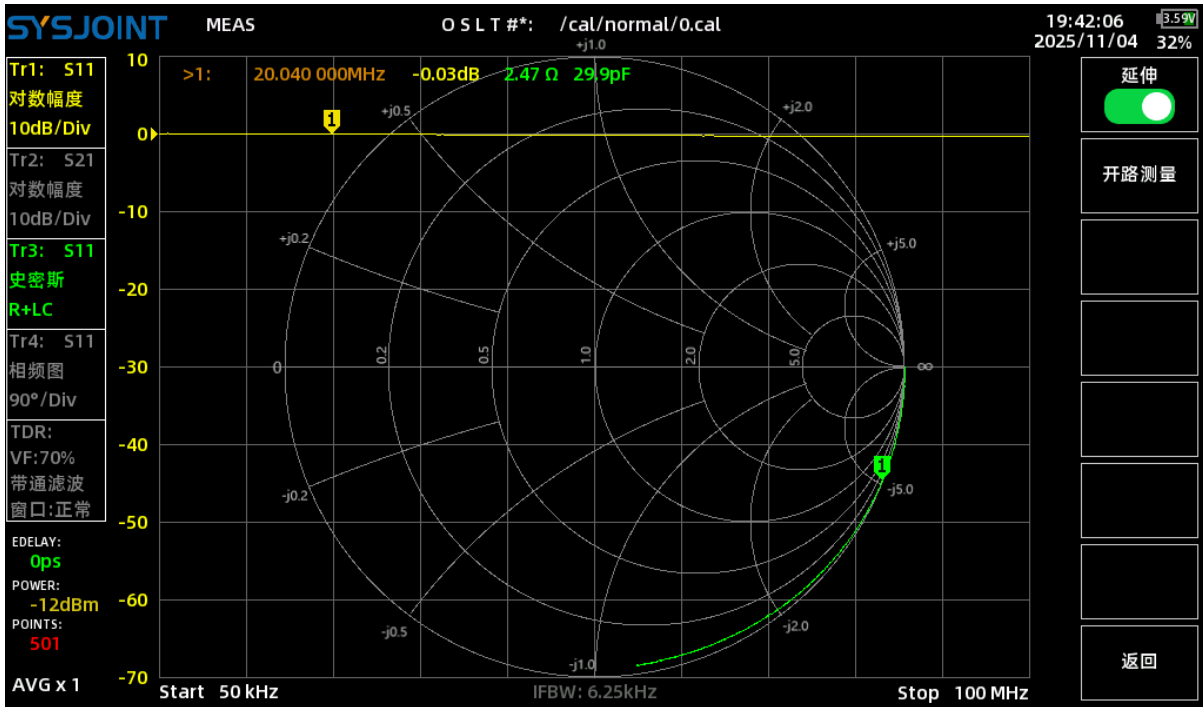 SYSJOINT MEAS O S L T #*: /cal/normal/0.cal 19:42:06 3.59V
2025/11/04 32%
Tr1: S11
对数幅度
10dB/Div
Tr2: S21
对数幅度
10dB/Div
Tr3: S11
史密斯
R+LC
Tr4: S11
相频图
90°/Div
TDR:
VF:70%
带通滤波
窗口:正常
EDELAY:
0ps
POWER:
-12dBm
POINTS:
501
AVG x 1
10
0
-10
-20
-30
-40
-50
-60
-70
>1: 20.040 000MHz -0.03dB 2.47 Ω 29.9pF
1
+j1.0
+j0.5
+j2.0
+j0.2
+j5.0
0
0.2
0.5
1.0
2.0
5.0
∞
1
-j0.2
-j5.0
-j0.5
-j2.0
-j1.0
Start 50 kHz IFBW: 6.25kHz Stop 100 MHz
延伸
开路测量
返回